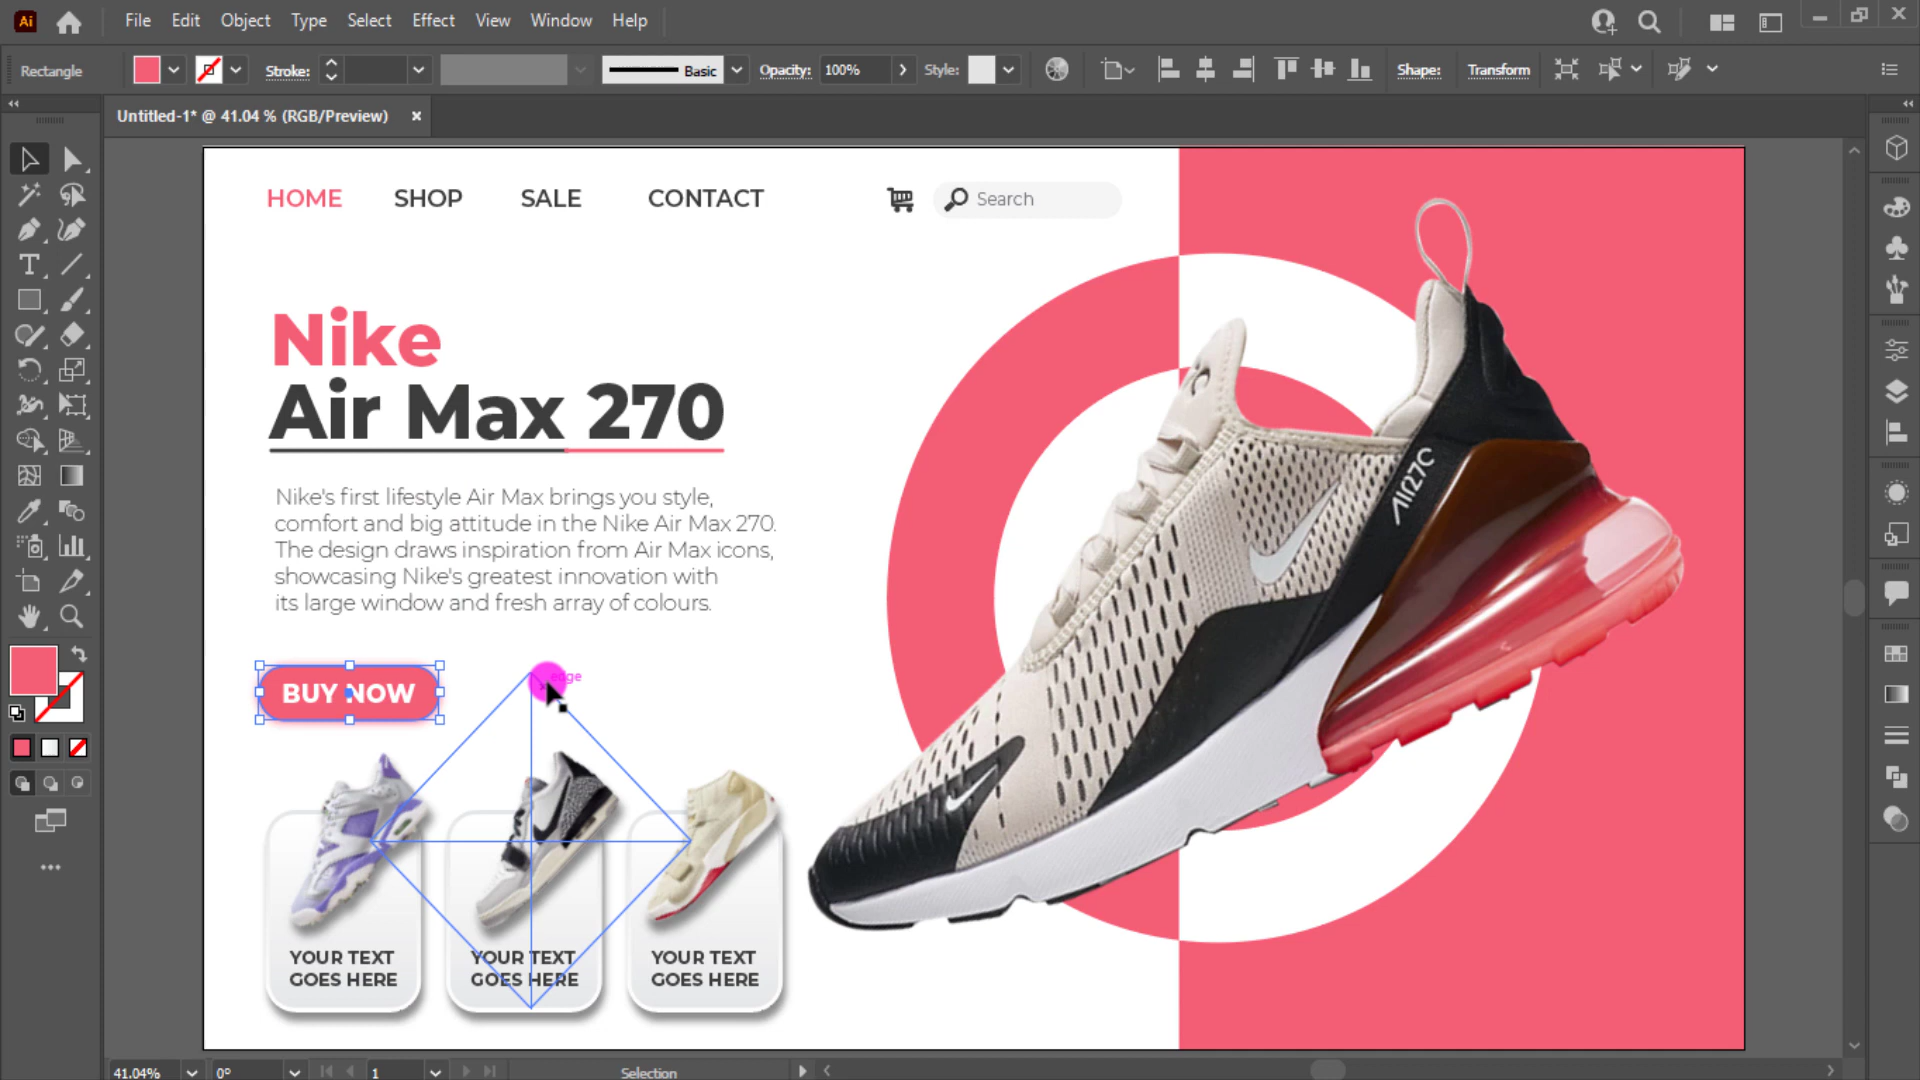 Ai
File Edit Object Type Select Effect View Window Help
Rectangle Stroke: Basic Opacity: 100% Style: Shape: Transform
Untitled-1* @ 41.04 % (RGB/Preview) ×
HOME SHOP SALE CONTACT Search
Nike
Air Max 270
Nike's first lifestyle Air Max brings you style,
comfort and big attitude in the Nike Air Max 270.
The design draws inspiration from Air Max icons,
showcasing Nike's greatest innovation with
its large window and fresh array of colours.
AIR270
edge
BUY NOW
YOUR TEXT
GOES HERE
YOUR TEXT
GOES HERE
YOUR TEXT
GOES HERE
41.04% 0° 1 Selection